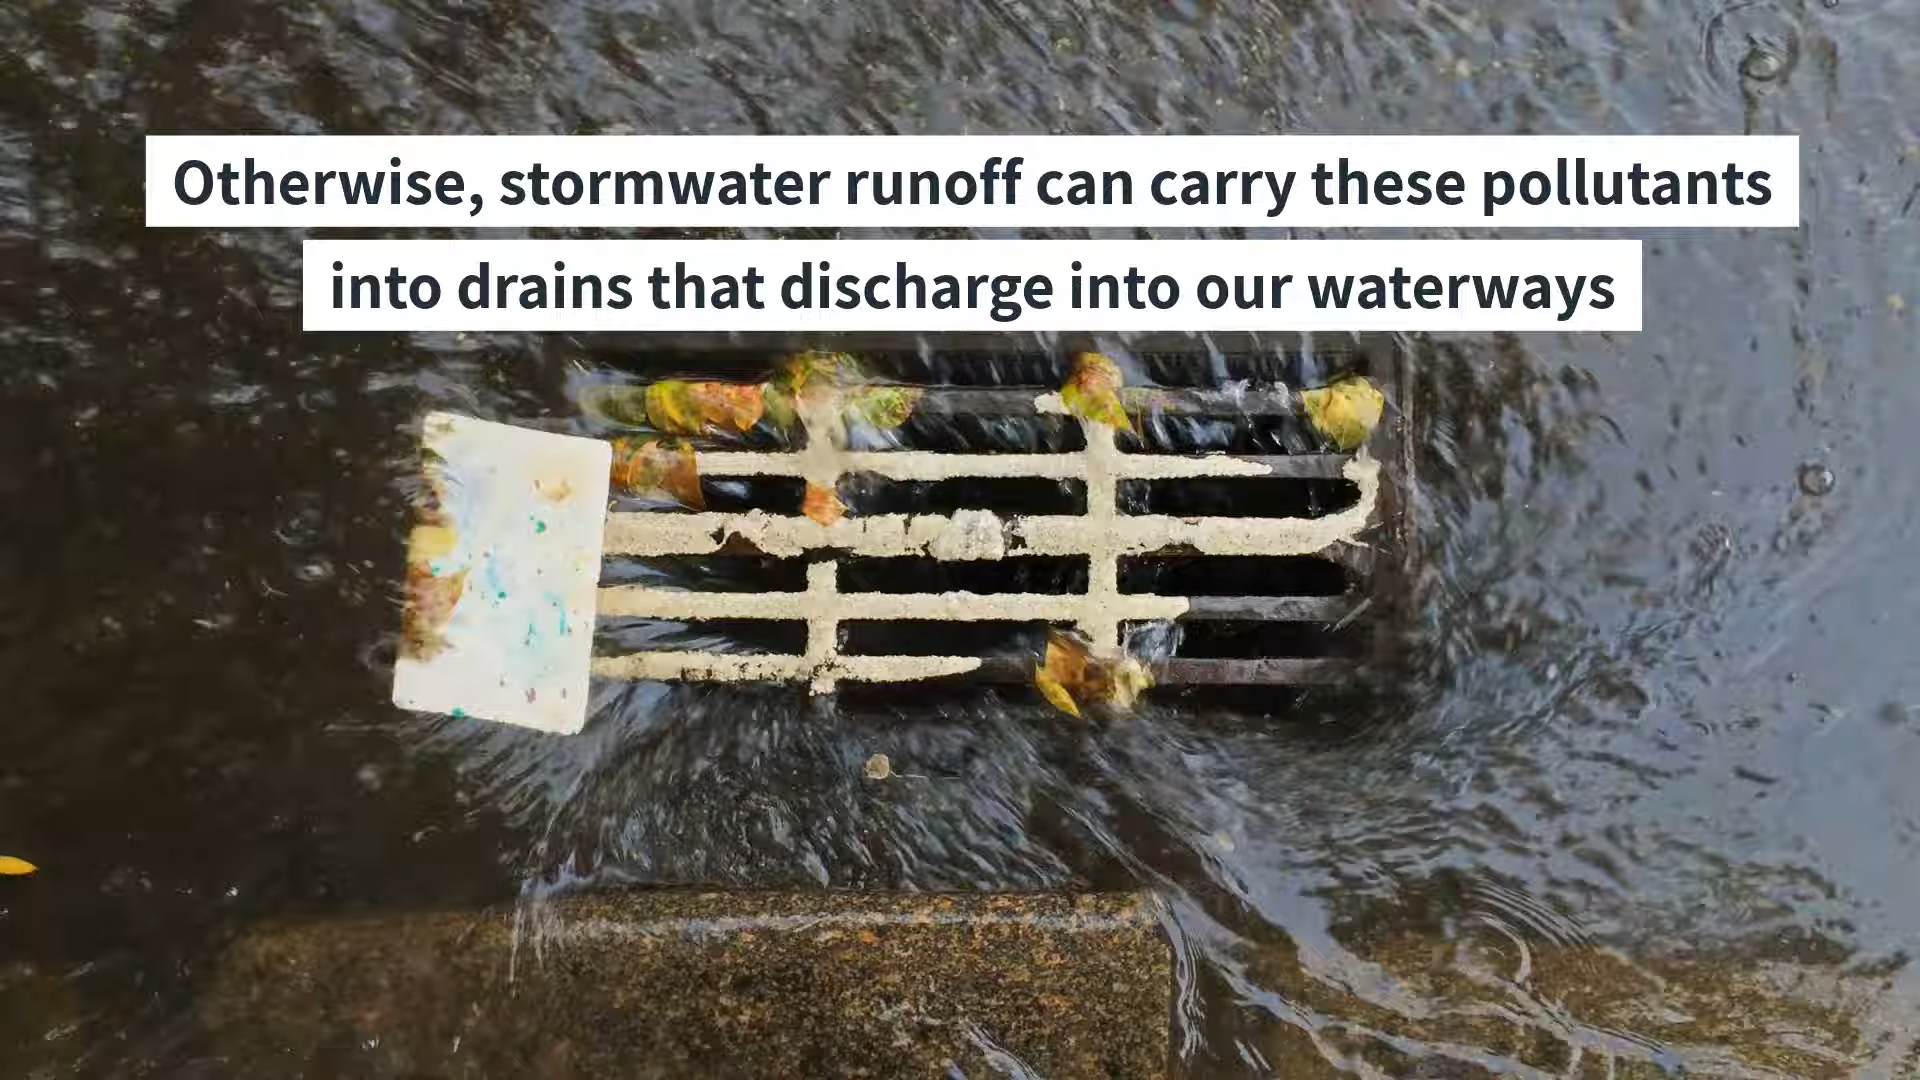 Otherwise, stormwater runoff can carry these pollutants
into drains that discharge into our waterways